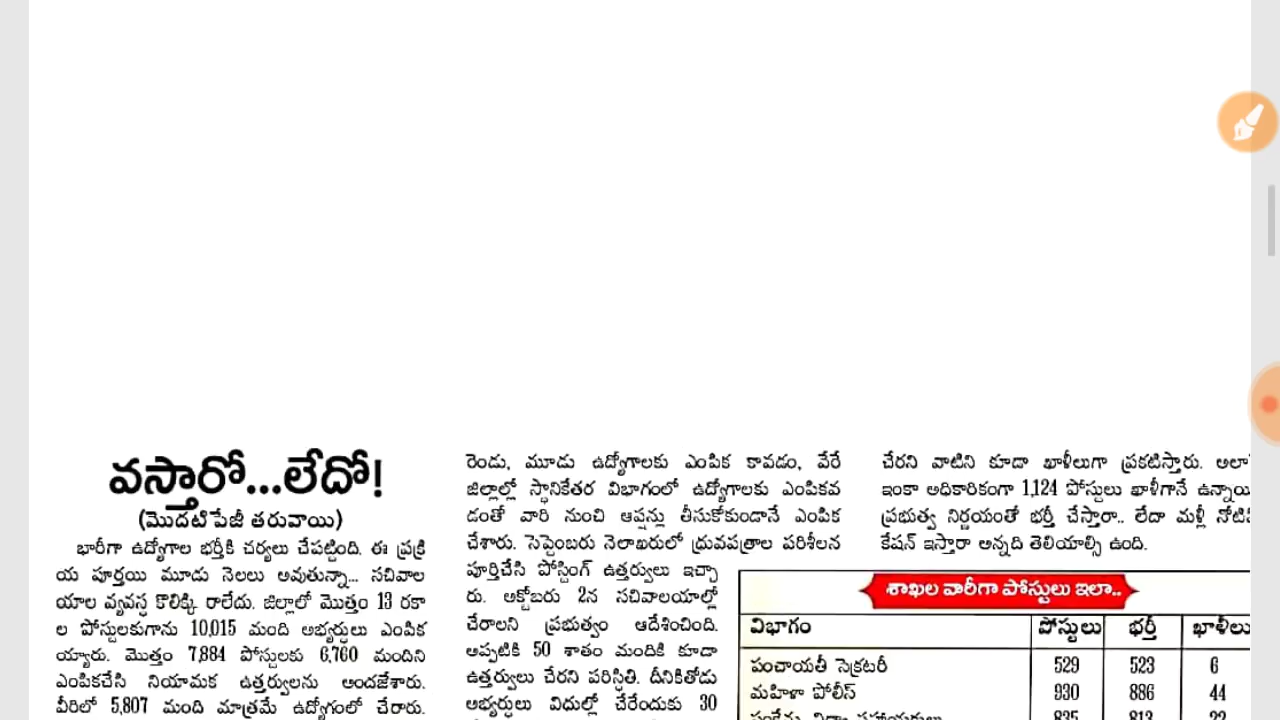 వస్తారో...లేదో!
(మొదటిపేజీ తరువాయి)
భారీగా ఉద్యోగాల భర్తీకి చర్యలు చేపట్టింది. ఈ ప్రక్రి
య పూర్తయి మూడు నెలలు అవుతున్నా... సచివాల
యాల వ్యవస్థ కొలిక్కి రాలేదు. జిల్లాలో మొత్తం 13 రకా
ల పోస్టులకుగాను 10,015 మంది అభ్యర్థులు ఎంపిక
య్యారు. మొత్తం 7,884 పోస్టులకు 6,760 మందిని
ఎంపికచేసి నియామక ఉత్తర్వులను అందజేశారు.
వీరిలో 5,807 మంది మాత్రమే ఉద్యోగంలో చేరారు.
రెండు, మూడు ఉద్యోగాలకు ఎంపిక కావడం, వేరే
జిల్లాల్లో స్థానికేతర విభాగంలో ఉద్యోగాలకు ఎంపికవ
డంతో వారి నుంచి ఆప్షన్లు తీసుకోకుండానే ఎంపిక
చేశారు. సెప్టెంబరు నెలాఖరులో ధ్రువపత్రాల పరిశీలన
పూర్తిచేసి పోస్టింగ్ ఉత్తర్వులు ఇచ్చా
రు. అక్టోబరు 2న సచివాలయాల్లో
చేరాలని ప్రభుత్వం ఆదేశించింది.
అప్పటికి 50 శాతం మందికి కూడా
ఉత్తర్వులు చేరని పరిస్థితి. దీనికితోడు
అభ్యర్థులు విదుల్లో చేరేందుకు 30
చేరని వాటిని కూడా ఖాళీలుగా ప్రకటిస్తారు. అలా
ఇంకా అధికారికంగా 1,124 పోస్టులు ఖాళీగానే ఉన్నాయి
ప్రభుత్వ నిర్ణయంతో భర్తీ చేస్తారా.. లేదా మళ్లీ నోటి
కేషన్ ఇస్తారా అన్నది తెలియాల్సి ఉంది.
శాఖల వారీగా పోస్టులు ఇలా..
విభాగం పోస్టులు భర్తీ ఖాళీలు
పంచాయతీ సెక్రటరీ 529 523 6
మహిళా పోలీస్ 930 886 44